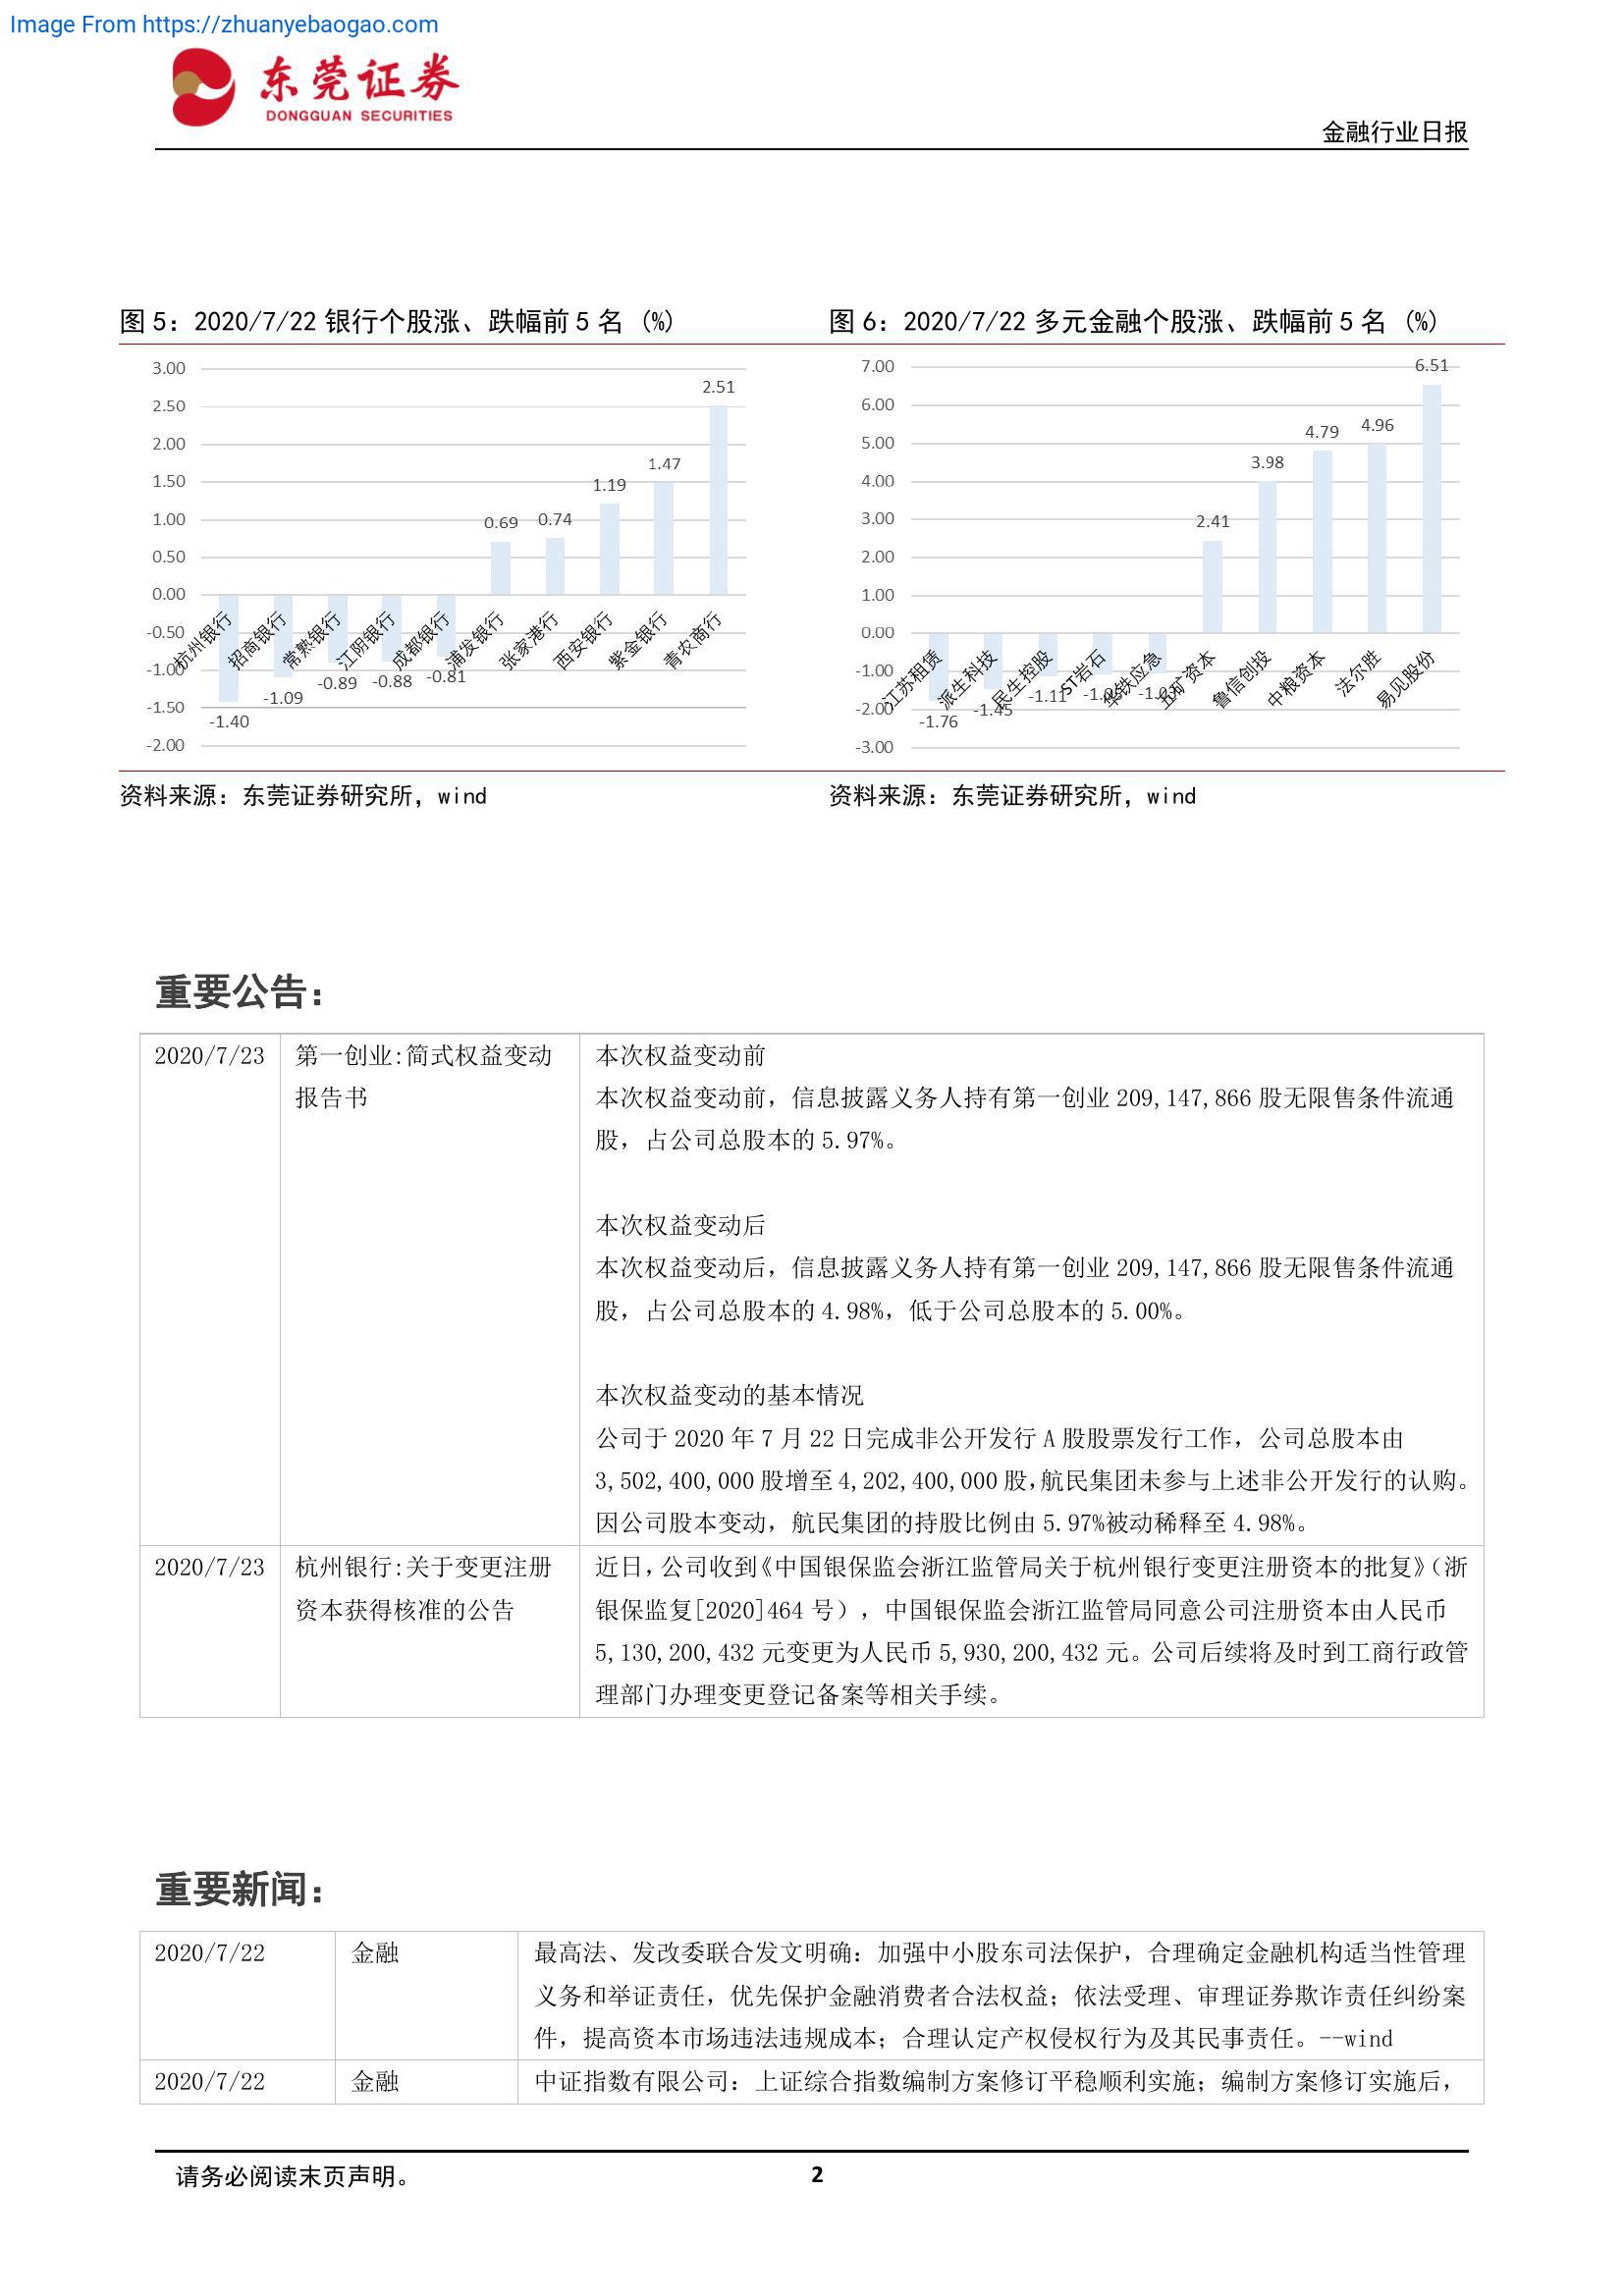 Image From https://zhuanyebaogao.com
东莞证券
DONGGUAN SECURITIES
金融行业日报
图 5：2020/7/22 银行个股涨、跌幅前 5 名 (%)
3.00
2.50
2.00
1.50
1.00
0.50
0.00
-0.50
-1.00
-1.50
-2.00
2.51
1.47
1.19
0.74
0.69
-0.81
-0.88
-0.89
-1.09
-1.40
杭州银行
招商银行
常熟银行
江阴银行
成都银行
浦发银行
张家港行
西安银行
紫金银行
青农商行
资料来源：东莞证券研究所，wind
图 6：2020/7/22 多元金融个股涨、跌幅前 5 名 (%)
7.00
6.00
5.00
4.00
3.00
2.00
1.00
0.00
-1.00
-2.00
-3.00
6.51
4.96
4.79
3.98
2.41
-1.11
-1.45
-1.76
江苏租赁
派生科技
民生控股
ST岩石
华铁应急
五矿资本
鲁信创投
中粮资本
法尔胜
易见股份
资料来源：东莞证券研究所，wind
重要公告：
2020/7/23
第一创业:简式权益变动
报告书
本次权益变动前
本次权益变动前，信息披露义务人持有第一创业 209,147,866 股无限售条件流通
股，占公司总股本的 5.97%。
本次权益变动后
本次权益变动后，信息披露义务人持有第一创业 209,147,866 股无限售条件流通
股，占公司总股本的 4.98%，低于公司总股本的 5.00%。
本次权益变动的基本情况
公司于 2020 年 7 月 22 日完成非公开发行 A 股股票发行工作，公司总股本由
3,502,400,000 股增至 4,202,400,000 股，航民集团未参与上述非公开发行的认购。
因公司股本变动，航民集团的持股比例由 5.97%被动稀释至 4.98%。
2020/7/23
杭州银行:关于变更注册
资本获得核准的公告
近日，公司收到《中国银保监会浙江监管局关于杭州银行变更注册资本的批复》（浙
银保监复[2020]464 号），中国银保监会浙江监管局同意公司注册资本由人民币
5,130,200,432 元变更为人民币 5,930,200,432 元。公司后续将及时到工商行政管
理部门办理变更登记备案等相关手续。
重要新闻：
2020/7/22
金融
最高法、发改委联合发文明确：加强中小股东司法保护，合理确定金融机构适当性管理
义务和举证责任，优先保护金融消费者合法权益；依法受理、审理证券欺诈责任纠纷案
件，提高资本市场违法违规成本；合理认定产权侵权行为及其民事责任。--wind
2020/7/22
金融
中证指数有限公司：上证综合指数编制方案修订平稳顺利实施；编制方案修订实施后，
请务必阅读末页声明。
2